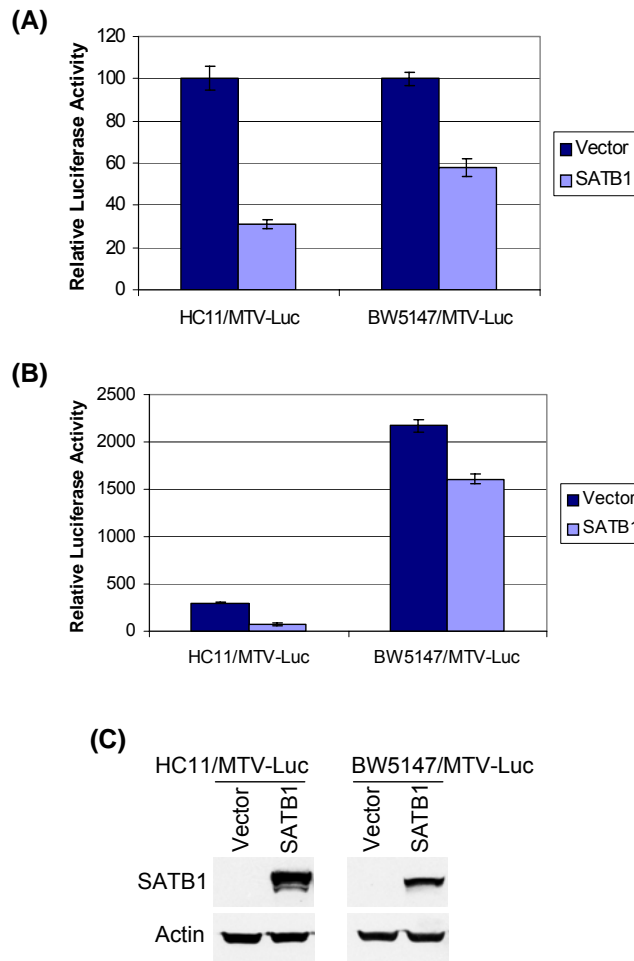 (A)
Relative Luciferase Activity
120
100
80
60
40
20
0
HC11/MTV-Luc
BW5147/MTV-Luc
Vector
SATB1
(B)
Relative Luciferase Activity
2500
2000
1500
1000
500
0
HC11/MTV-Luc
BW5147/MTV-Luc
Vector
SATB1
(C)
HC11/MTV-Luc
BW5147/MTV-Luc
Vector
SATB1
Vector
SATB1
SATB1
Actin